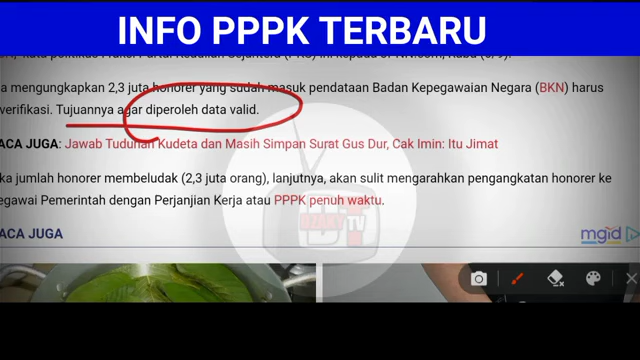 INFO PPPK TERBARU
a mengungkapkan 2,3 juta honorer yang sudah masuk pendataan Badan Kepegawaian Negara (BKN) harus
verifikasi. Tujuannya agar diperoleh data valid.
ACA JUGA: Jawab Tuduhan Kudeta dan Masih Simpan Surat Gus Dur, Cak Imin: Itu Jimat
ka jumlah honorer membeludak (2,3 juta orang), lanjutnya, akan sulit mengarahkan pengangkatan honorer ke
egawai Pemerintah dengan Perjanjian Kerja atau PPPK penuh waktu.
ACA JUGA
mgid